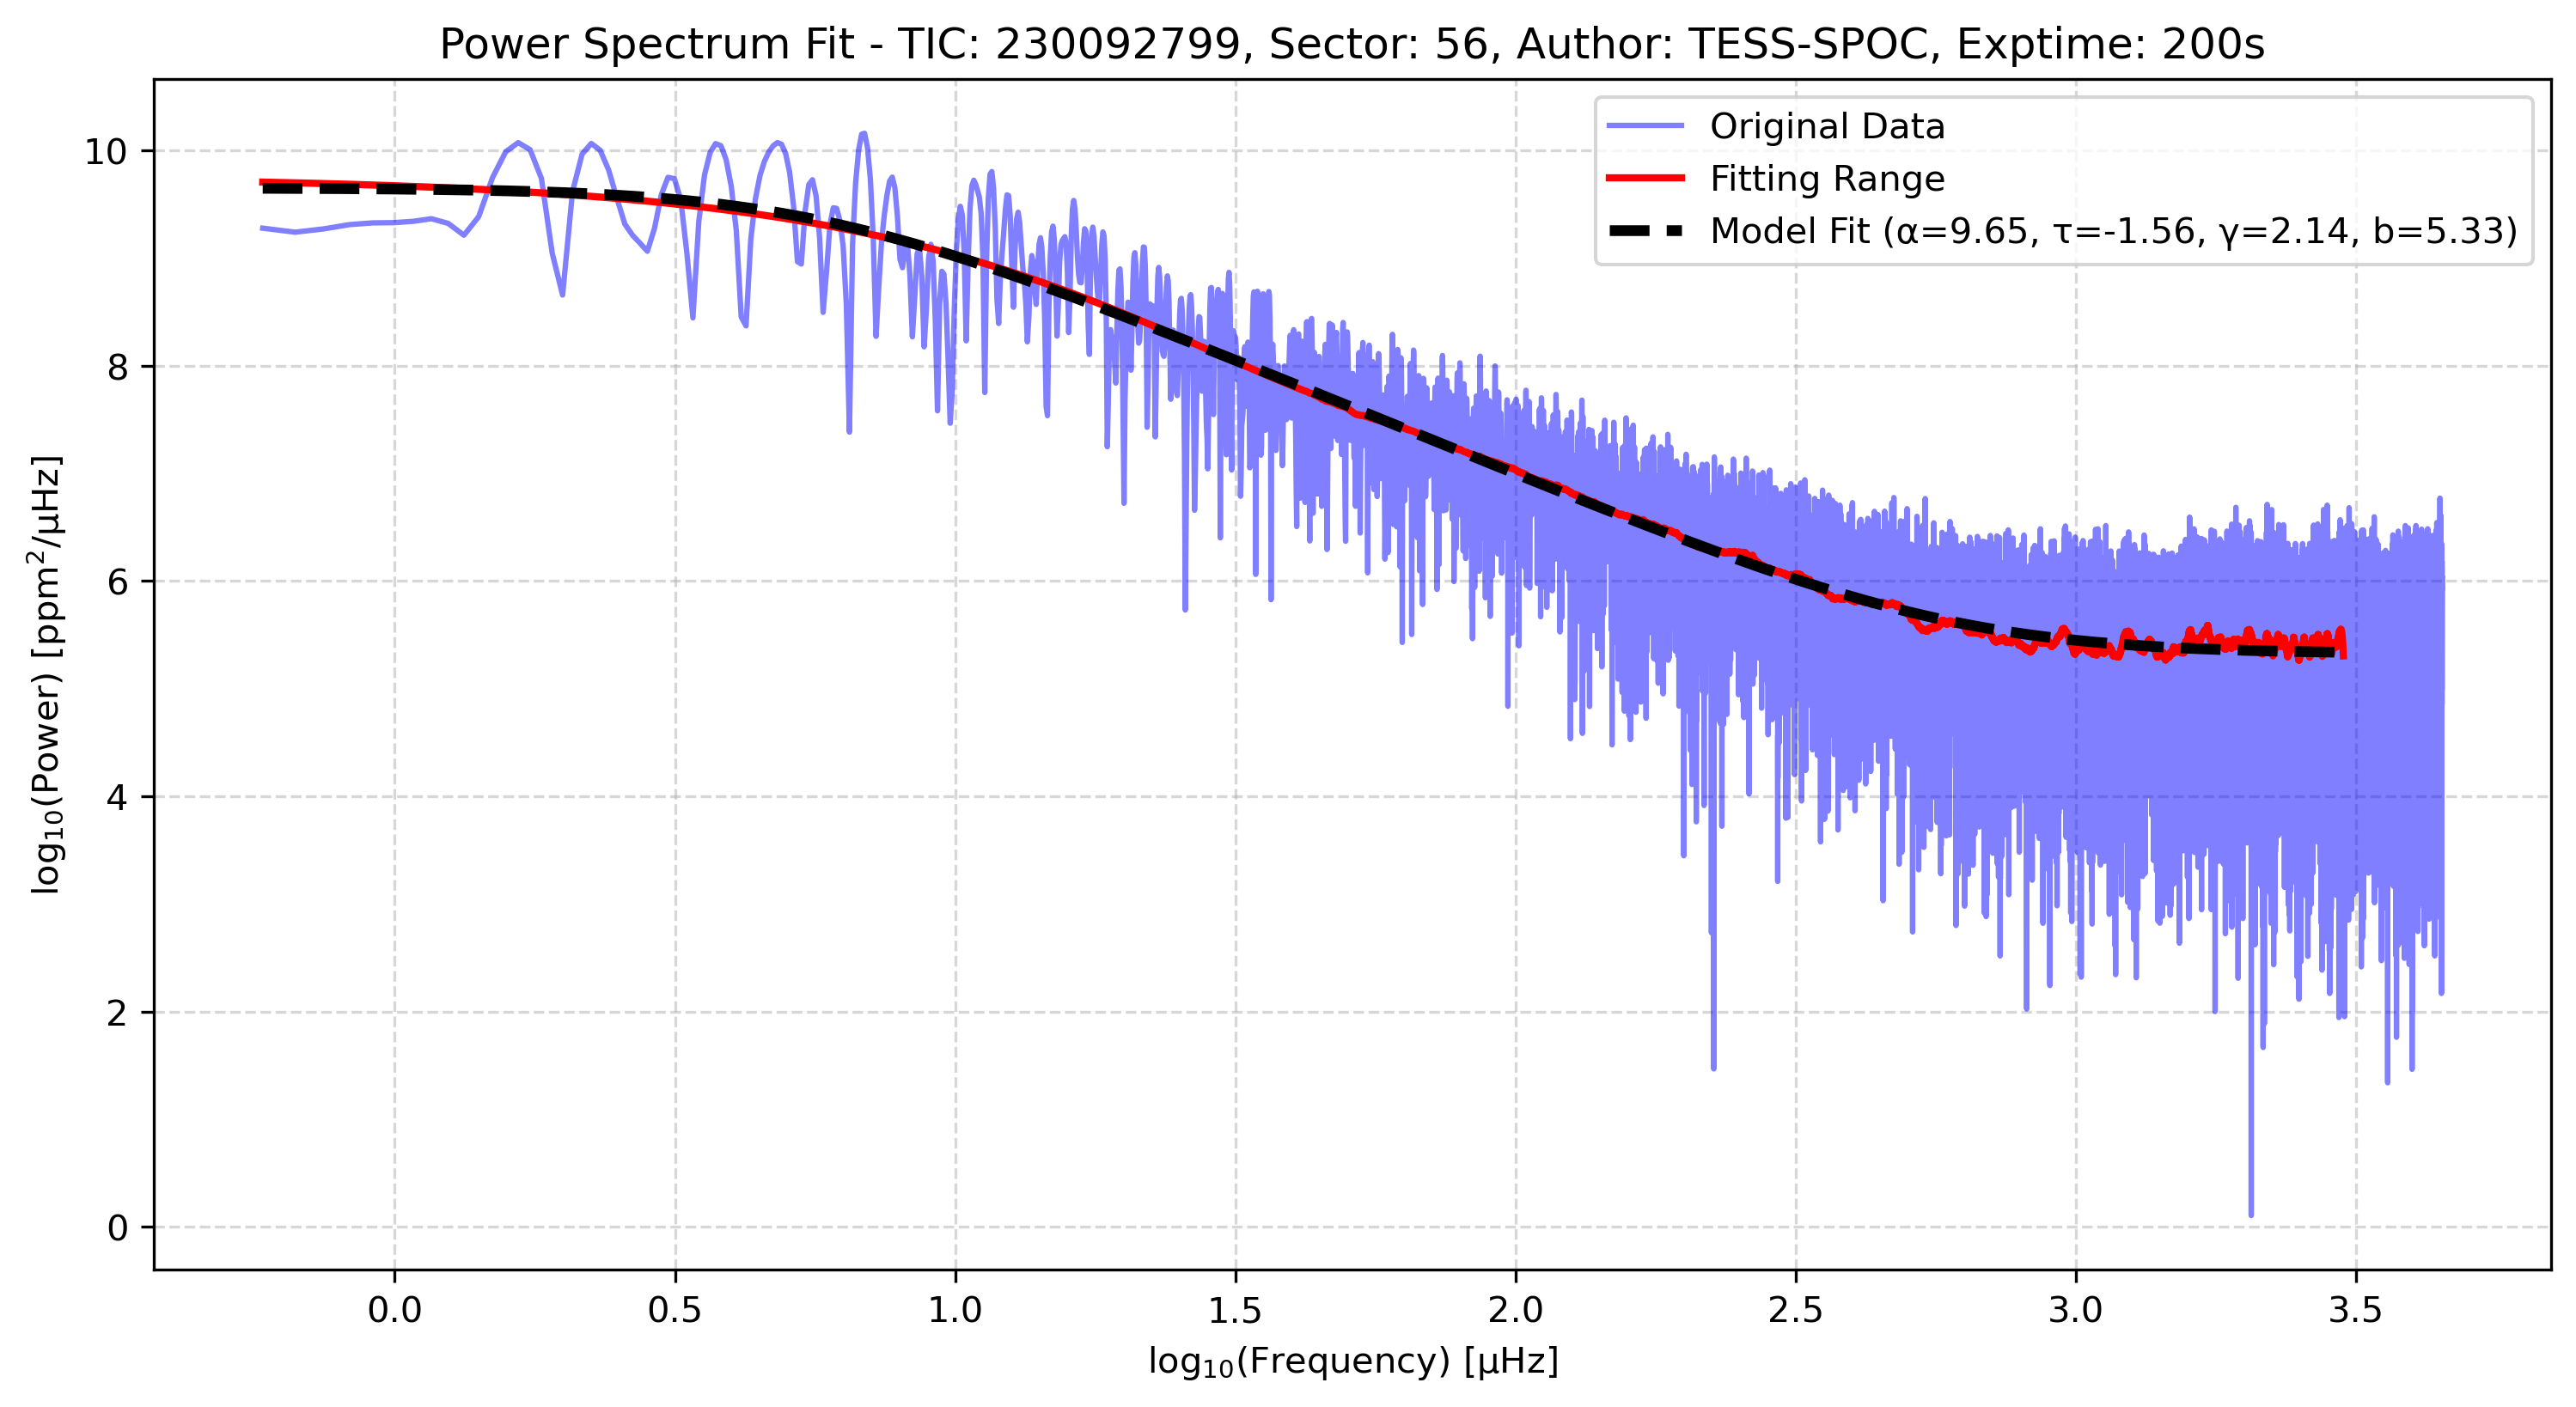 Power Spectrum Fit - TIC: 230092799, Sector: 56, Author: TESS-SPOC, Exptime: 200s
Original Data
Fitting Range
Model Fit (α=9.65, τ=-1.56, γ=2.14, b=5.33)
log₁₀(Power) [ppm²/μHz]
10
8
6
4
2
0
0.0 0.5 1.0 1.5 2.0 2.5 3.0 3.5
log₁₀(Frequency) [μHz]